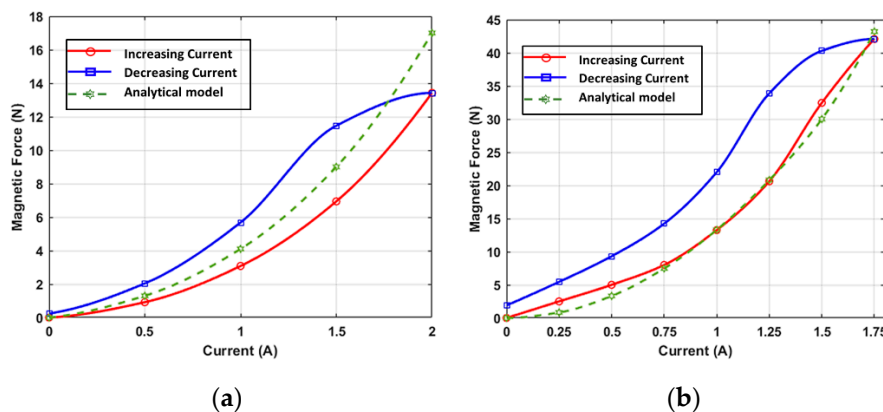 18
16
14
12
10
8
6
4
2
0
Magnetic Force (N)
Increasing Current
Decreasing Current
Analytical model
0 0.5 1 1.5 2
Current (A)
(a)
45
40
35
30
25
20
15
10
5
0
Magnetic Force (N)
Increasing Current
Decreasing Current
Analytical model
0 0.25 0.5 0.75 1 1.25 1.5 1.75
Current (A)
(b)